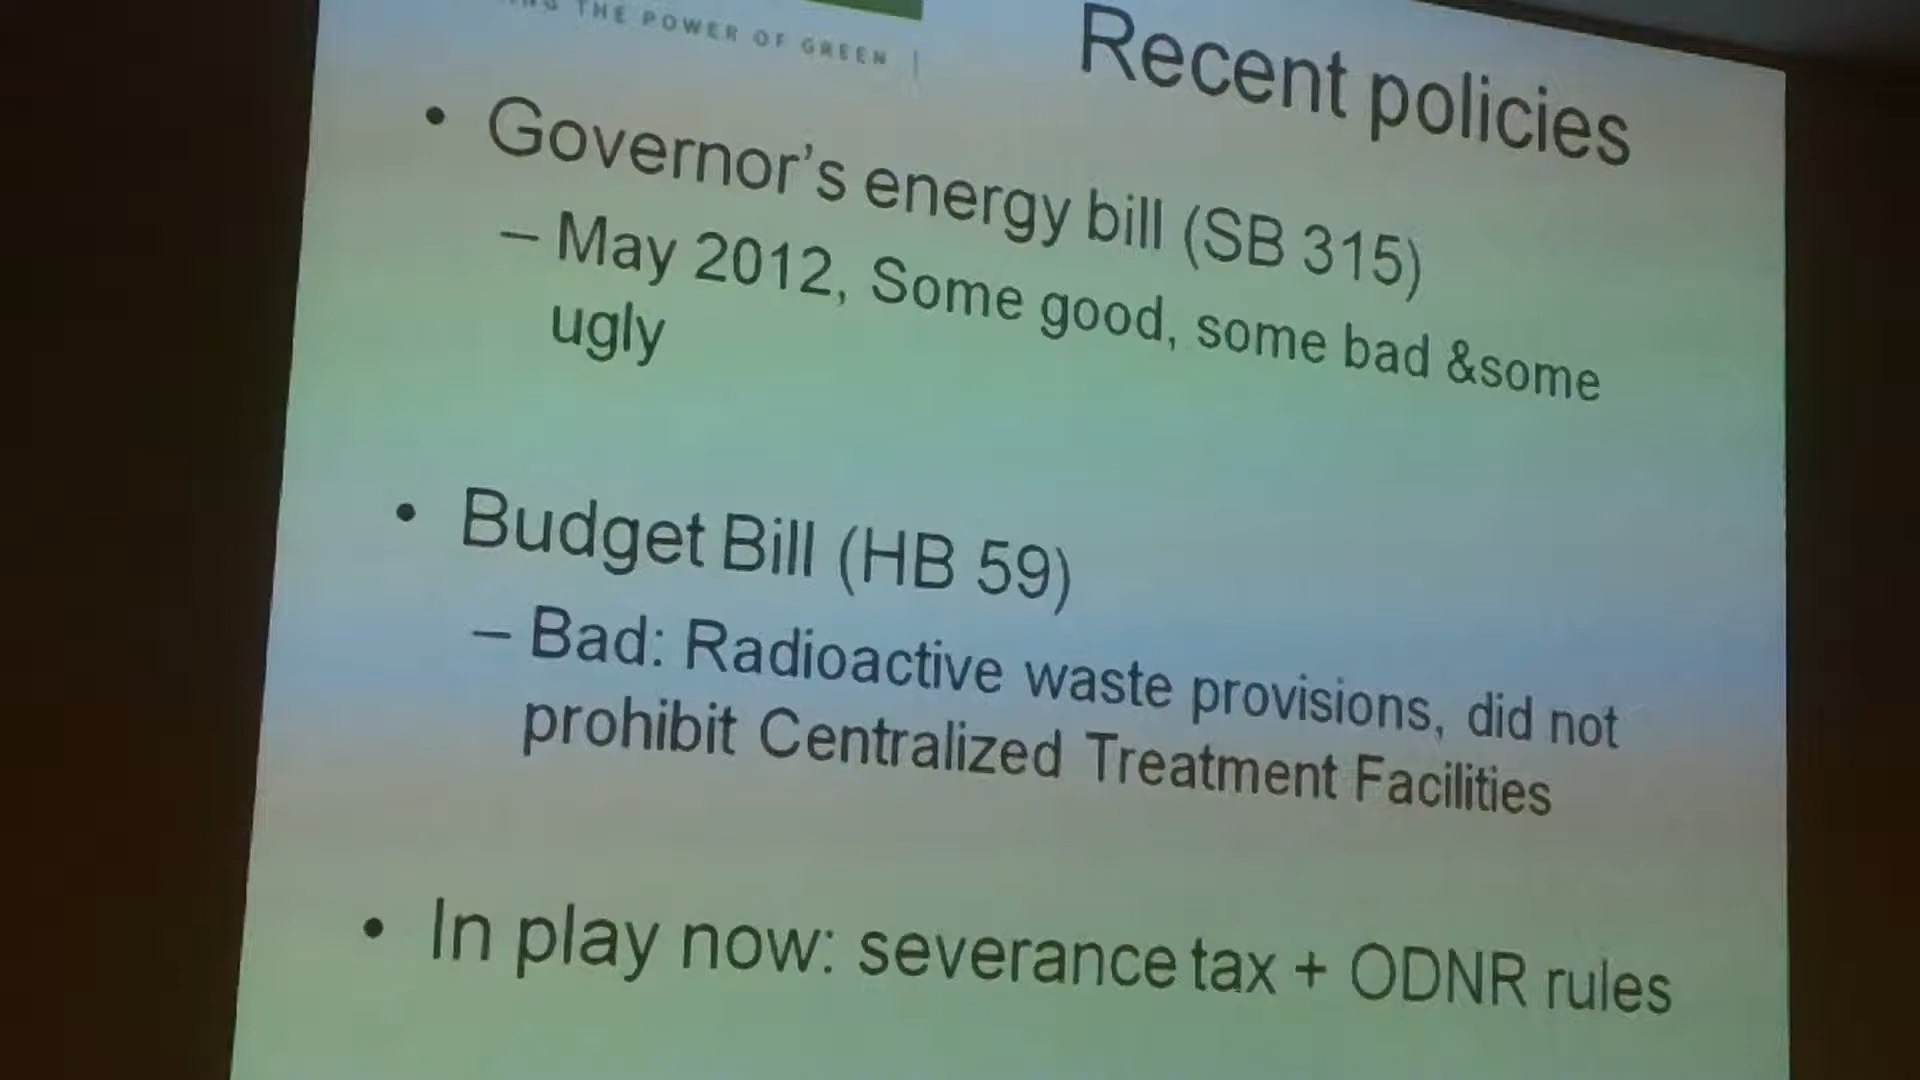 THE POWER OF GREEN
Recent policies
• Governor's energy bill (SB 315)
– May 2012, Some good, some bad &some
ugly
• Budget Bill (HB 59)
– Bad: Radioactive waste provisions, did not
prohibit Centralized Treatment Facilities
• In play now: severance tax + ODNR rules